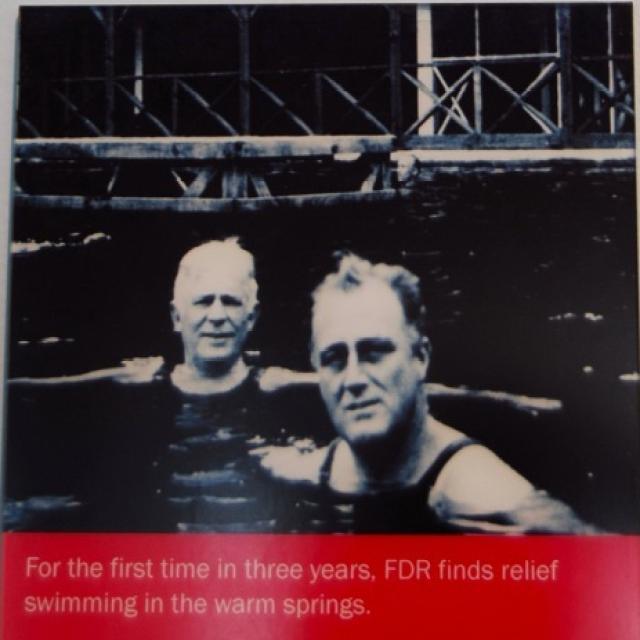 For the first time in three years, FDR finds relief
swimming in the warm springs.